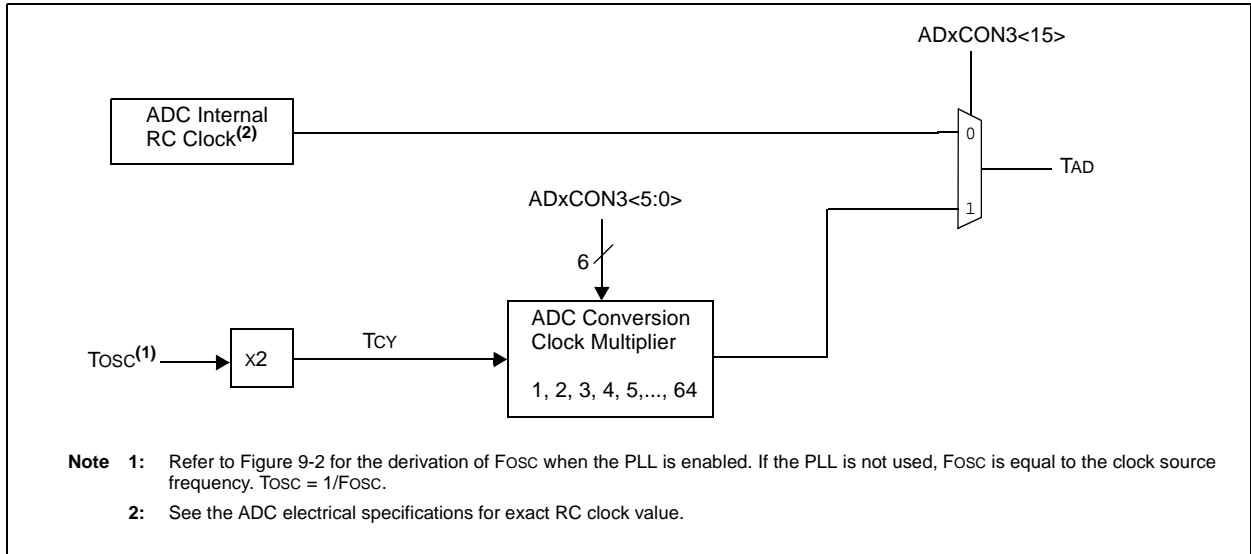 ADxCON3<15>
ADC Internal
RC Clock(2)
0
TAD
ADxCON3<5:0>
1
6
ADC Conversion
Clock Multiplier
TOSC(1)
X2
TCY
1, 2, 3, 4, 5,..., 64
Note 1: Refer to Figure 9-2 for the derivation of FOSC when the PLL is enabled. If the PLL is not used, FOSC is equal to the clock source
frequency. TOSC = 1/FOSC.
2: See the ADC electrical specifications for exact RC clock value.